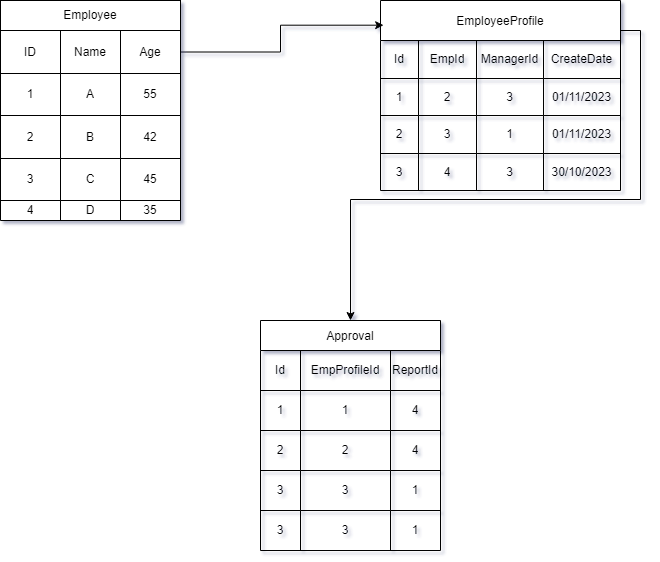 Employee
ID Name Age
1 A 55
2 B 42
3 C 45
4 D 35
EmployeeProfile
Id EmpId ManagerId CreateDate
1 2 3 01/11/2023
2 3 1 01/11/2023
3 4 3 30/10/2023
Approval
Id EmpProfileId ReportId
1 1 4
2 2 4
3 3 1
3 3 1